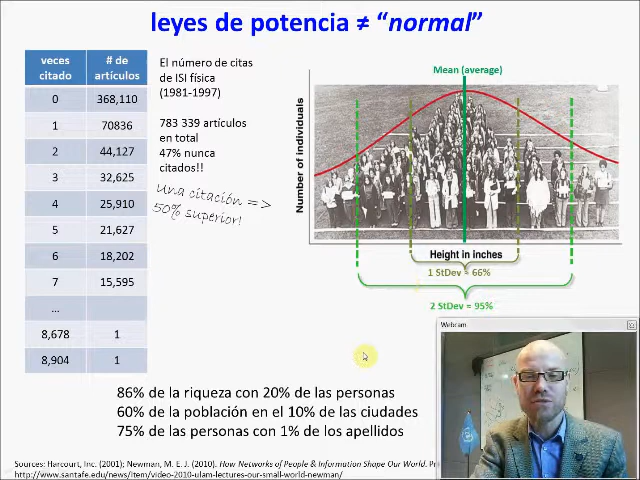 leyes de potencia ≠ “normal”
veces citado # de artículos
0 368,110
1 70836
2 44,127
3 32,625
4 25,910
5 21,627
6 18,202
7 15,595
...
8,678 1
8,904 1
El número de citas
de ISI física
(1981-1997)
783 339 artículos
en total
47% nunca
citados!!
Una citación =>
50% superior!
Mean (average)
Number of individuals
Height in inches
1 StDev ≈ 66%
2 StDev ≈ 95%
Webcam
86% de la riqueza con 20% de las personas
60% de la población en el 10% de las ciudades
75% de las personas con 1% de los apellidos
Sources: Harcourt, Inc. (2001); Newman, M. E. J. (2010). How Networks of People & Information Shape Our World.
http://www.santafe.edu/news/item/video-2010-ulam-lectures-our-small-world-newman/